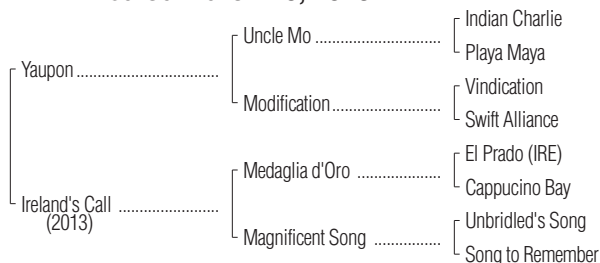 Indian Charlie
Uncle Mo
Playa Maya
Yaupon
Vindication
Modification
Swift Alliance
El Prado (IRE)
Medaglia d'Oro
Cappucino Bay
Ireland's Call
(2013)
Unbridled's Song
Magnificent Song
Song to Remember